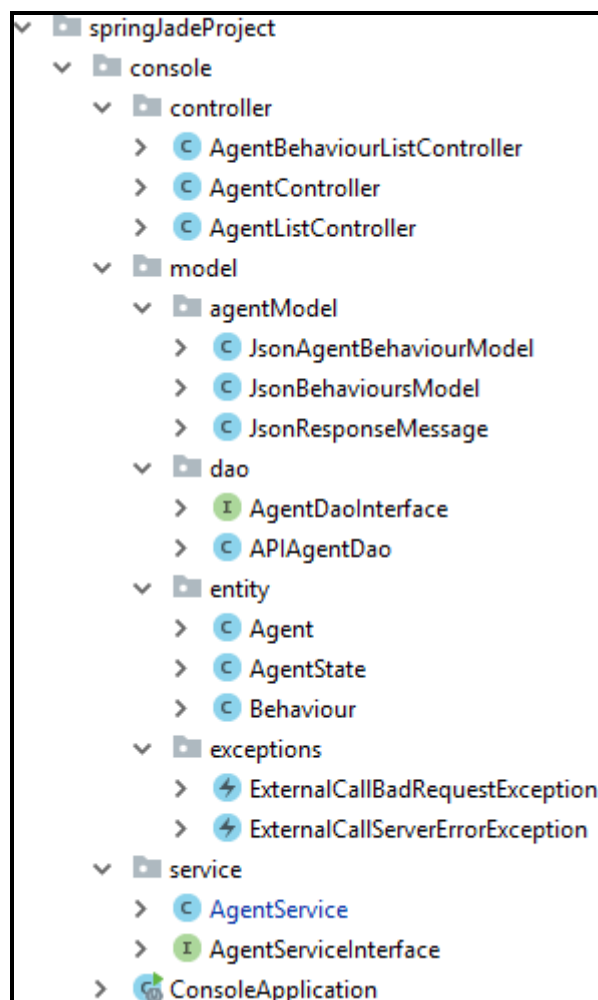 springJadeProject
console
controller
C AgentBehaviourListController
C AgentController
C AgentListController
model
agentModel
C JsonAgentBehaviourModel
C JsonBehavioursModel
C JsonResponseMessage
dao
I AgentDaoInterface
C APIAgentDao
entity
C Agent
C AgentState
C Behaviour
exceptions
ExternalCallBadRequestException
ExternalCallServerErrorException
service
C AgentService
I AgentServiceInterface
C ConsoleApplication